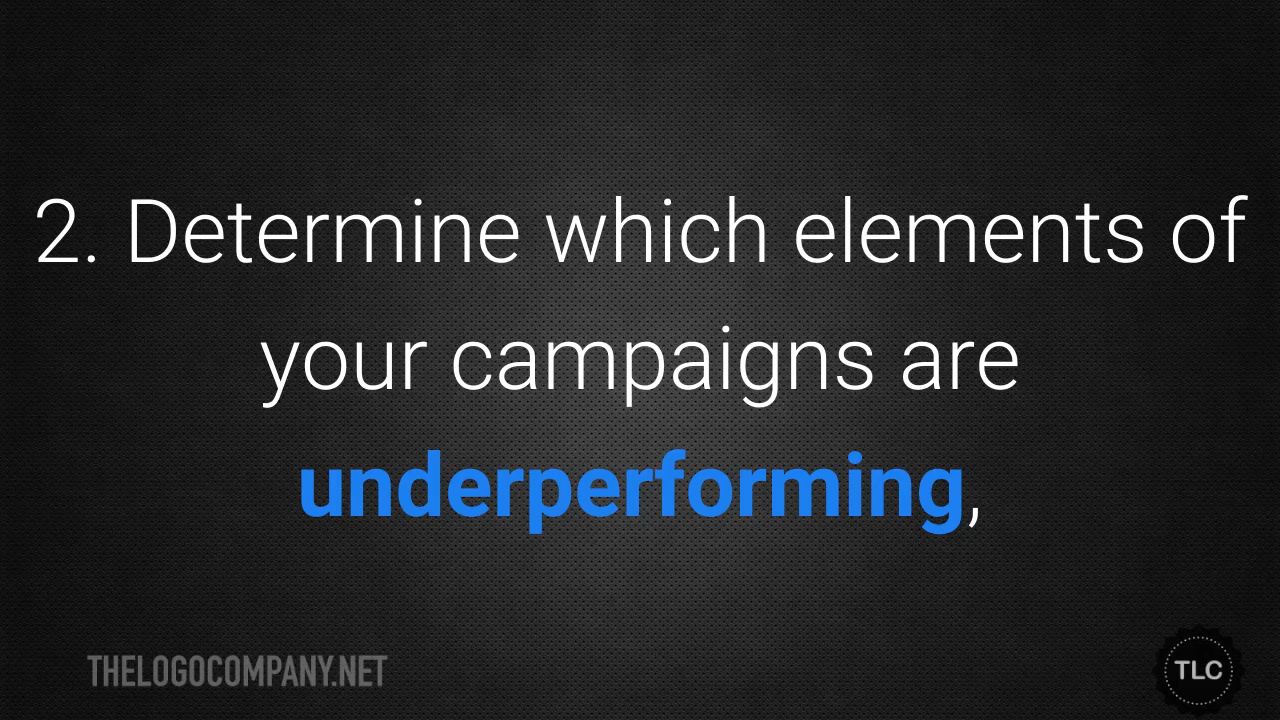 2. Determine which elements of
your campaigns are
underperforming,
THELOGOCOMPANY.NET
TLC